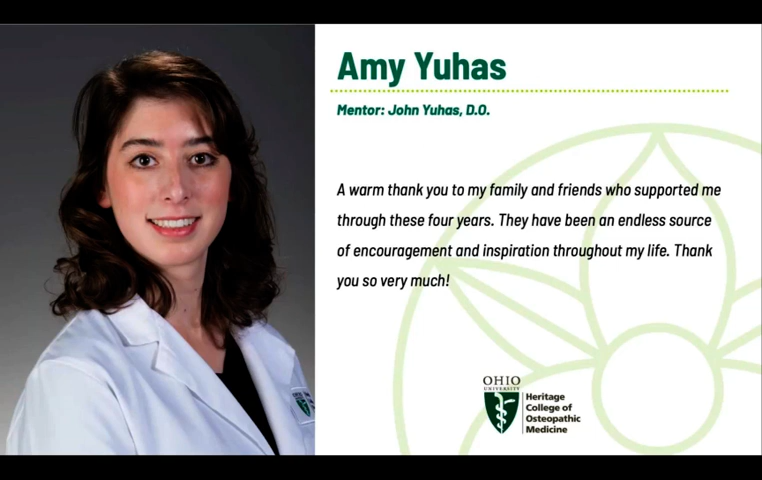 Amy Yuhas
Mentor: John Yuhas, D.O.
A warm thank you to my family and friends who supported me
through these four years. They have been an endless source
of encouragement and inspiration throughout my life. Thank
you so very much!
OHIO
UNIVERSITY
Heritage
College of
Osteopathic
Medicine